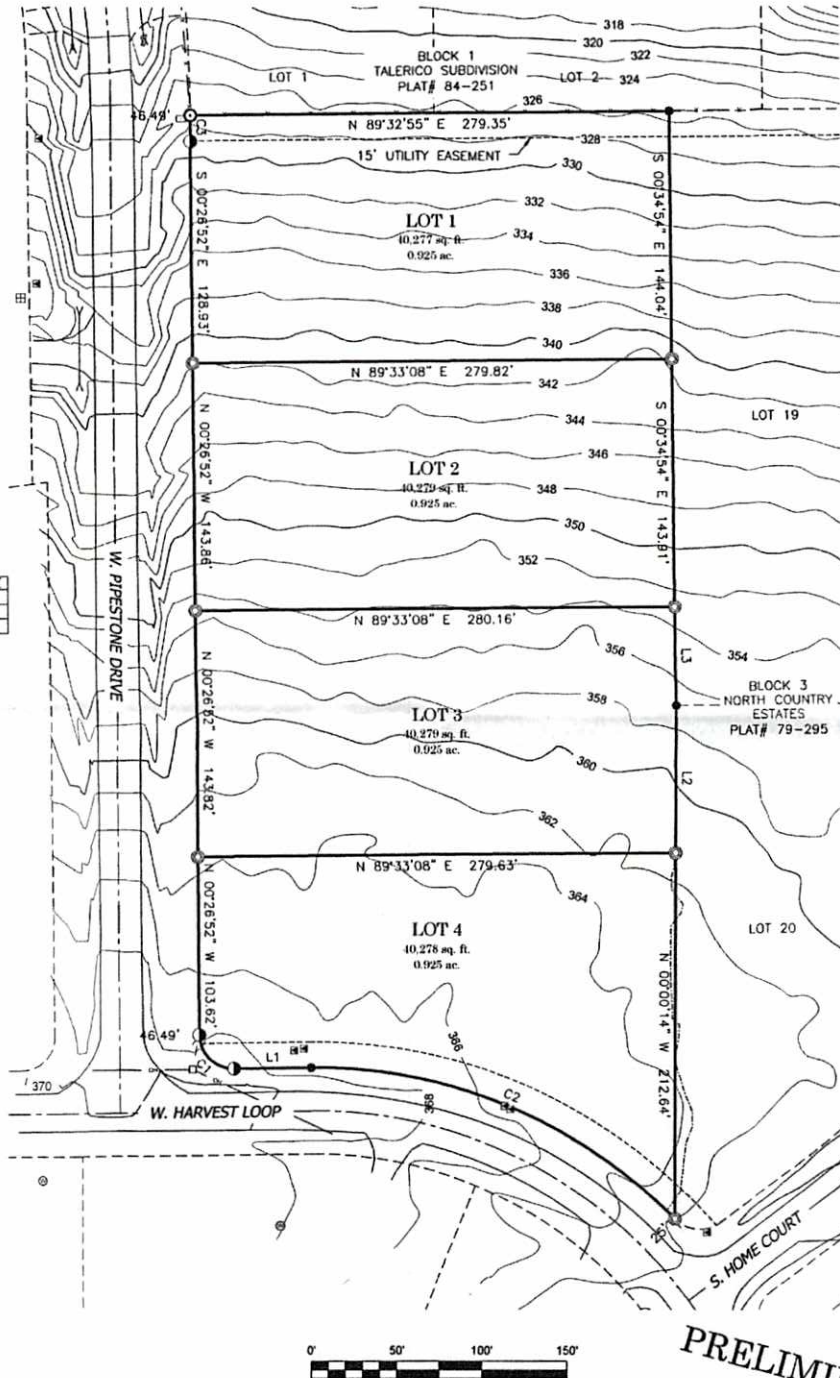 318
320
322
324
BLOCK 1
TALERICO SUBDIVISION
PLAT# 84-251
LOT 1
LOT 2
326
46.49'
C3
N 89°32'55" E 279.35'
328
15' UTILITY EASEMENT
330
S 00°26'52" E 128.93'
S 00°34'54" E 144.04'
332
LOT 1
40,277 sq. ft.
0.925 ac.
334
336
338
340
N 89°33'08" E 279.82'
342
344
LOT 19
346
N 00°26'52" W 143.86'
S 00°34'54" E 143.91'
LOT 2
40,279 sq. ft.
0.925 ac.
348
350
352
W. PIPESTONE DRIVE
N 89°33'08" E 280.16'
356
354
L3
358
BLOCK 3
NORTH COUNTRY
ESTATES
PLAT# 79-295
N 00°26'52" W 143.82'
LOT 3
40,279 sq. ft.
0.925 ac.
360
L2
362
N 89°33'08" E 279.63'
364
N 00°26'52" W 103.62'
LOT 4
40,278 sq. ft.
0.925 ac.
LOT 20
N 00°00'14" W 212.64'
46.49'
366
L1
C1
C2
370
W. HARVEST LOOP
368
25'
S. HOME COURT
0' 50' 100' 150'
PRELIMI